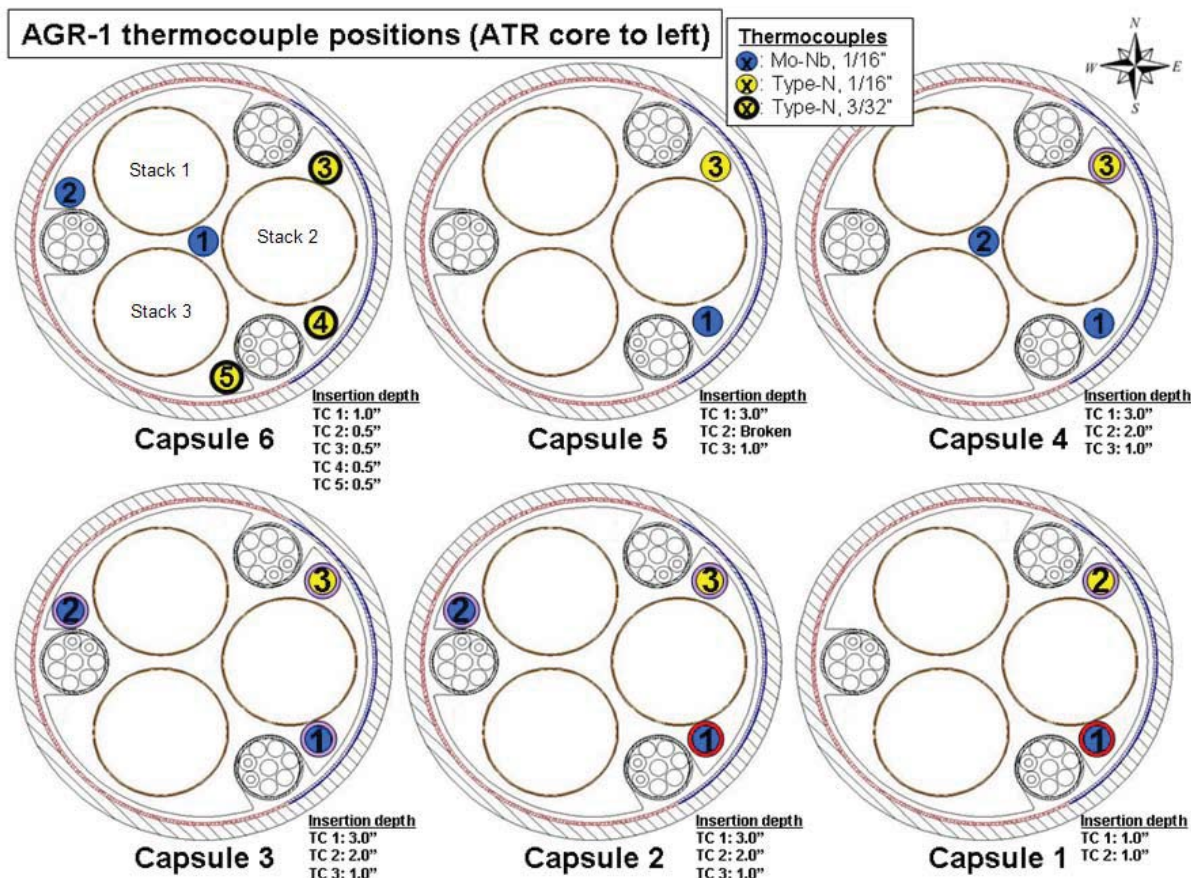 AGR-1 thermocouple positions (ATR core to left)
Thermocouples
X: Mo-Nb, 1/16"
X: Type-N, 1/16"
X: Type-N, 3/32"
N
W E
S
Stack 1
Stack 2
Stack 3
1
2
3
4
5
Insertion depth
TC 1: 1.0”
TC 2: 0.5”
TC 3: 0.5”
TC 4: 0.5”
TC 5: 0.5”
Capsule 6
3
1
Insertion depth
TC 1: 3.0”
TC 2: Broken
TC 3: 1.0”
Capsule 5
3
2
1
Insertion depth
TC 1: 3.0”
TC 2: 2.0”
TC 3: 1.0”
Capsule 4
3
2
1
Insertion depth
TC 1: 3.0”
TC 2: 2.0”
TC 3: 1.0”
Capsule 3
3
2
1
Insertion depth
TC 1: 3.0”
TC 2: 2.0”
TC 3: 1.0”
Capsule 2
2
1
Insertion depth
TC 1: 1.0”
TC 2: 1.0”
Capsule 1